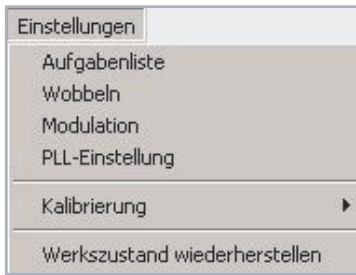 Einstellungen
Aufgabenliste
Wobbeln
Modulation
PLL-Einstellung
Kalibrierung
Werkszustand wiederherstellen